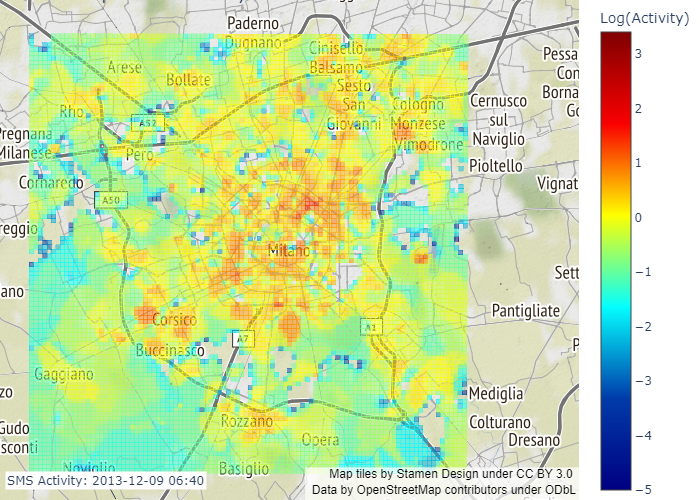 Log(Activity)
Paderno
Dugnano
Cinisello
Balsamo
Arese
Bollate
Sesto
San
Giovanni
Cologno
Monzese
Vimodrone
Cernusco
sul
Naviglio
Pioltello
Pessa
Con
Borna
Go
Rho
A52
Pregnana
Milanese
Pero
Cornaredo
A50
Vignat
reggio
Milano
Sett
ano
Pantigliate
Corsico
A7
A1
Buccinasco
Gaggiano
Mediglia
zo
Rozzano
Colturano
Gudo
Dresano
sconti
Opera
Noviglio
Basiglio
SMS Activity: 2013-12-09 06:40
Map tiles by Stamen Design under CC BY 3.0
Data by OpenStreetMap contributors under ODbL
3
2
1
0
−1
−2
−3
−4
−5